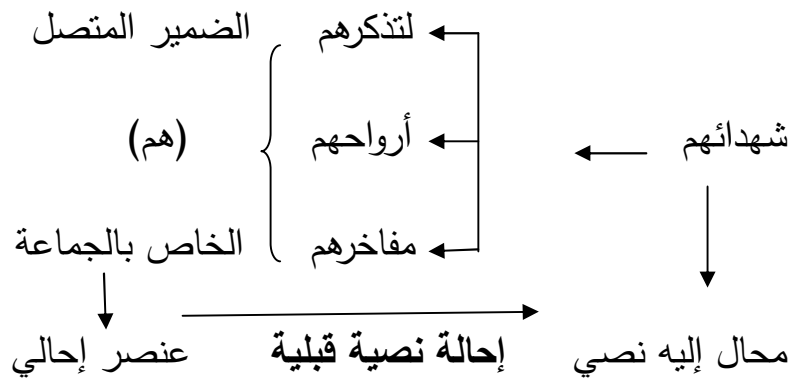 لتذكرهم الضمير المتصل
شهدائهم أرواحهم (هم)
مفاخرهم الخاص بالجماعة
محال إليه نصي إحالة نصية قبلية عنصر إحالي